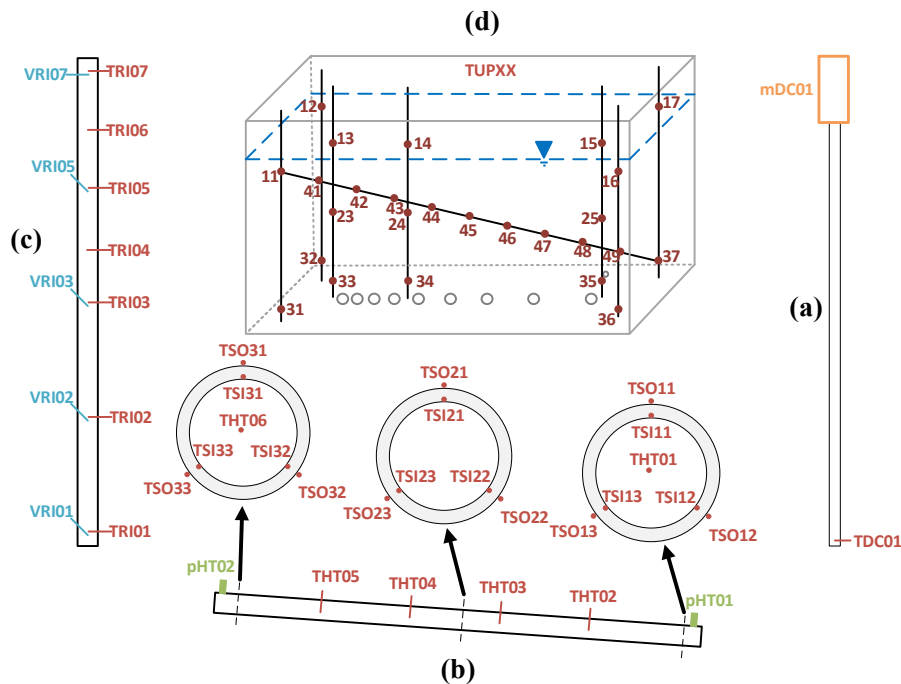 (d)
VRI07
TRI07
TRI06
VRI05
TRI05
(c)
TRI04
VRI03
TRI03
VRI02
TRI02
VRI01
TRI01
TUPXX
12
17
13
14
15
11
41
16
42
43
23
24
44
25
45
46
47
48
49
37
32
33
34
35
31
36
mDC01
(a)
TDC01
TSO31
TSI31
THT06
TSI33
TSI32
TSO33
TSO32
TSO21
TSI21
TSI23
TSI22
TSO23
TSO22
TSO11
TSI11
THT01
TSI13
TSI12
TSO13
TSO12
pHT02
THT05
THT04
THT03
THT02
pHT01
(b)